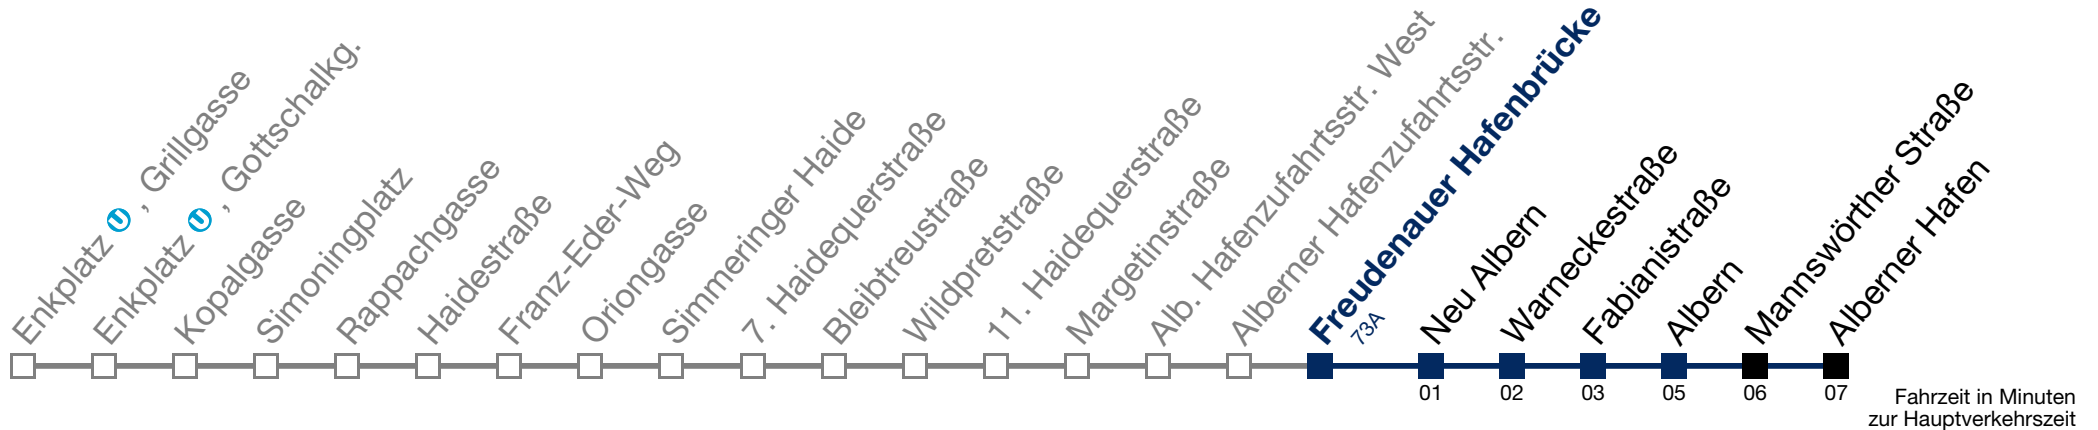 Enkplatz U, Grillgasse
Enkplatz U, Gottschalkg.
Kopalgasse
Simoningplatz
Rappachgasse
Haidestraße
Franz-Eder-Weg
Oriongasse
Simmeringer Haide
7. Haidequerstraße
Bleibtreustraße
Wildpretstraße
11. Haidequerstraße
Margetinstraße
Alb. Hafenzufahrtsstr. West
Alberner Hafenzufahrtsstr.
Freudenauer Hafenbrücke
73A
Neu Albern
Warneckestraße
Fabianistraße
Albern
Mannswörther Straße
Alberner Hafen
01 02 03 05 06 07
Fahrzeit in Minuten
zur Hauptverkehrszeit